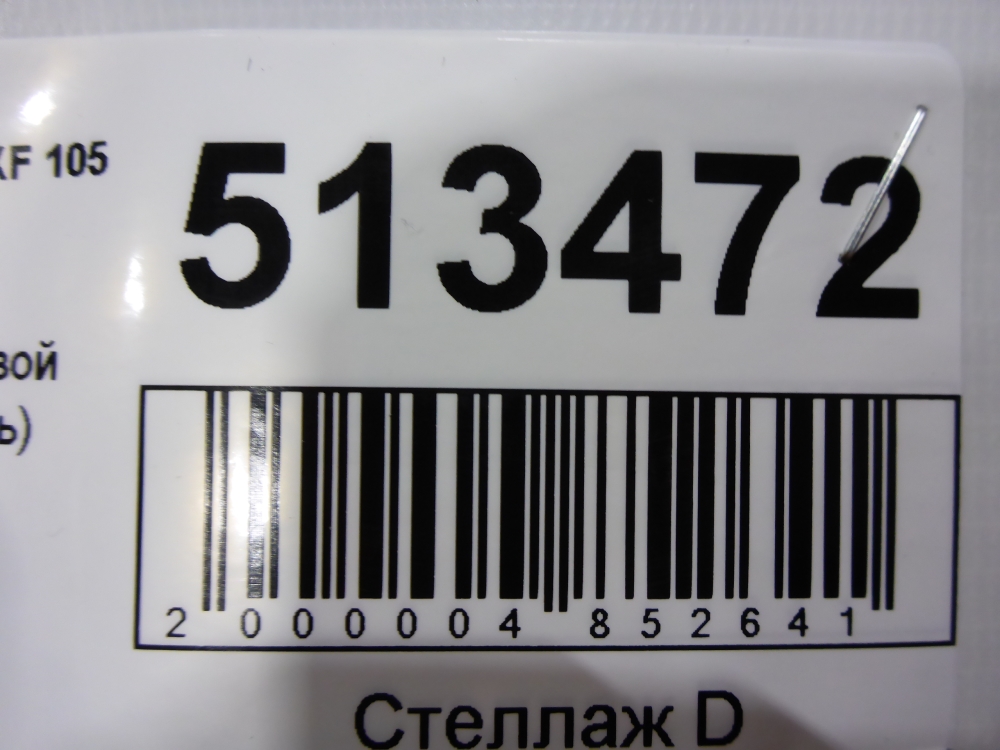 XF 105
513472
вой
ь)
2 000004 852641
Стеллаж D